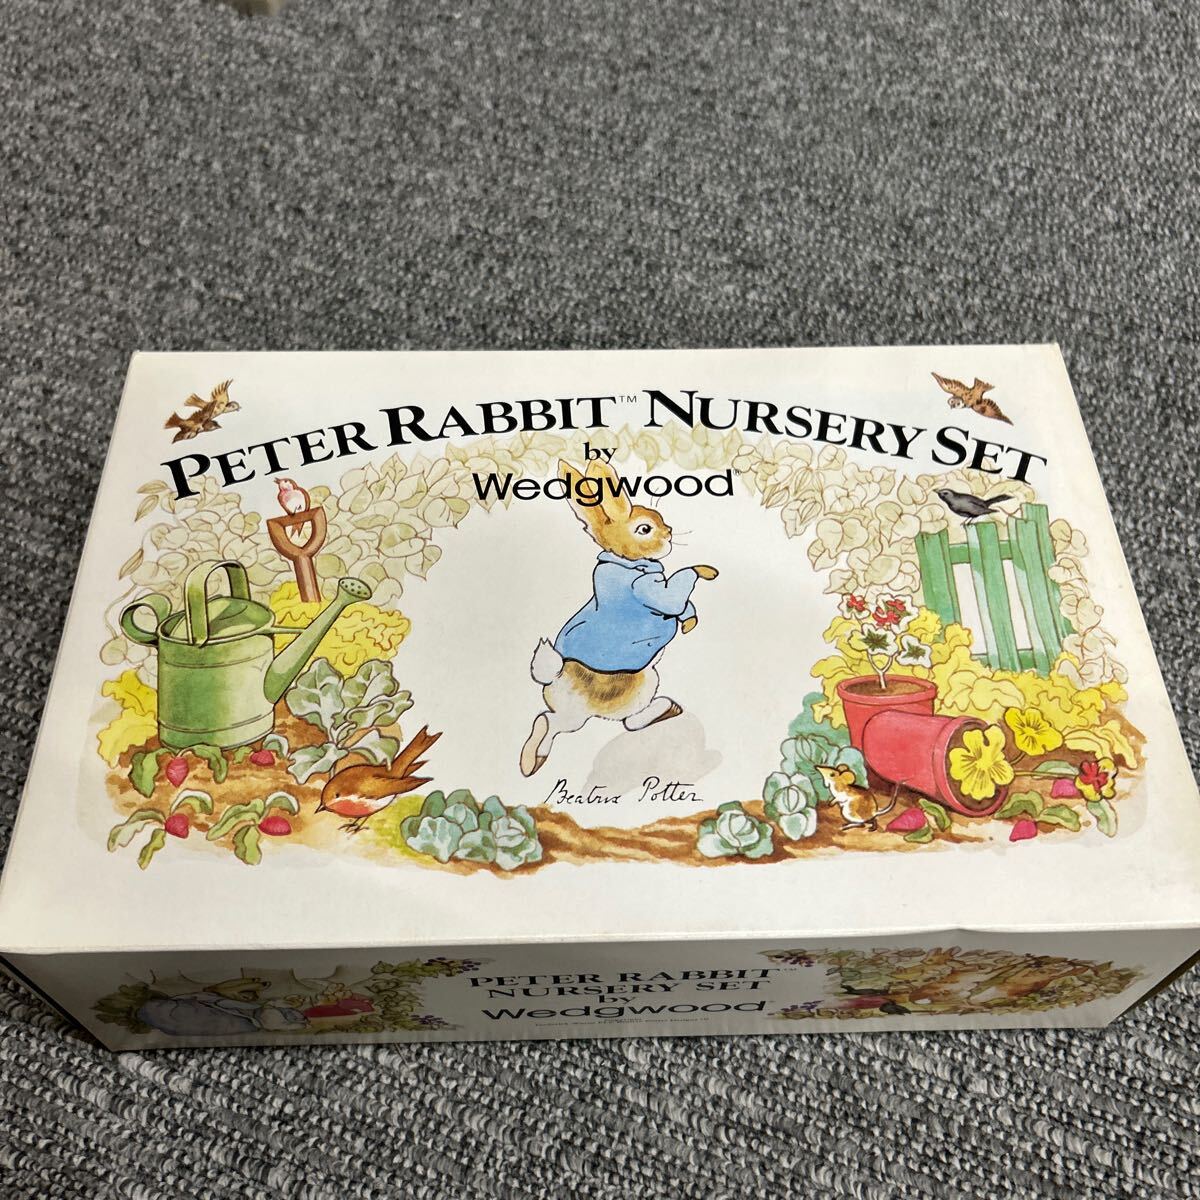 PETER RABBIT™ NURSERY SET
by
Wedgwood®
Beatrix Potter
PETER RABBIT™
NURSERY SET
by
Wedgwood®